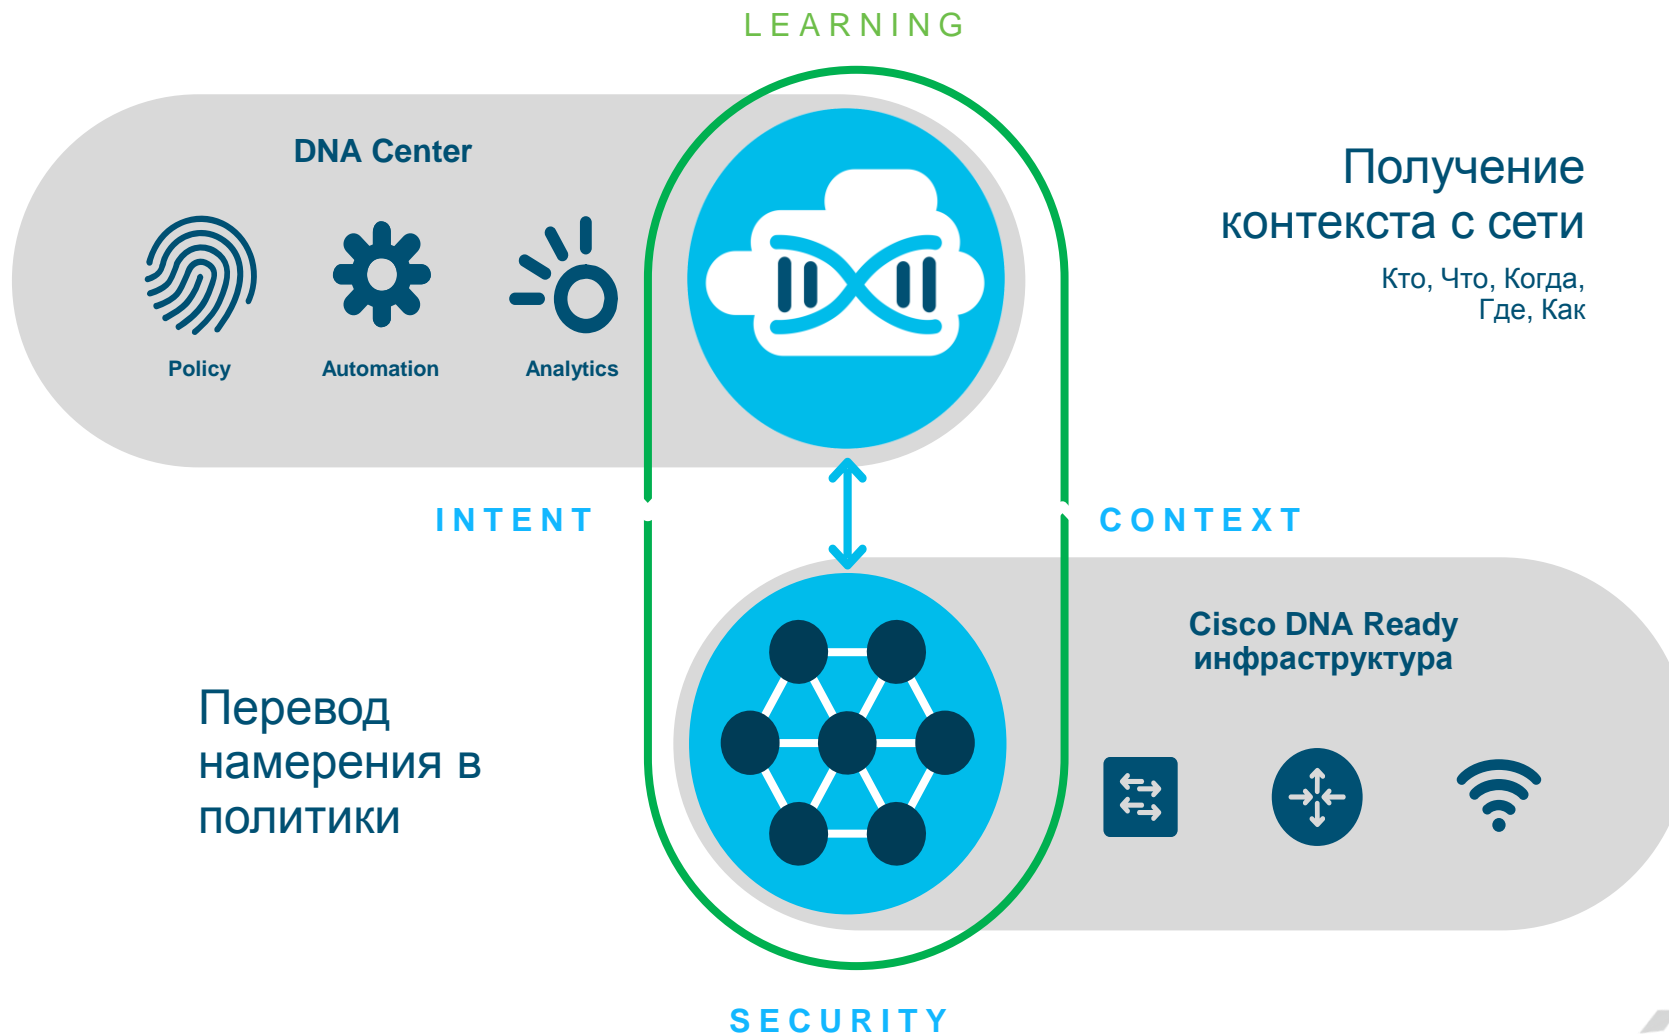 LEARNING
DNA Center
Policy
Automation
Analytics
Получение
контекста с сети
Кто, Что, Когда,
Где, Как
INTENT
CONTEXT
Перевод
намерения в
политики
Cisco DNA Ready
инфраструктура
SECURITY